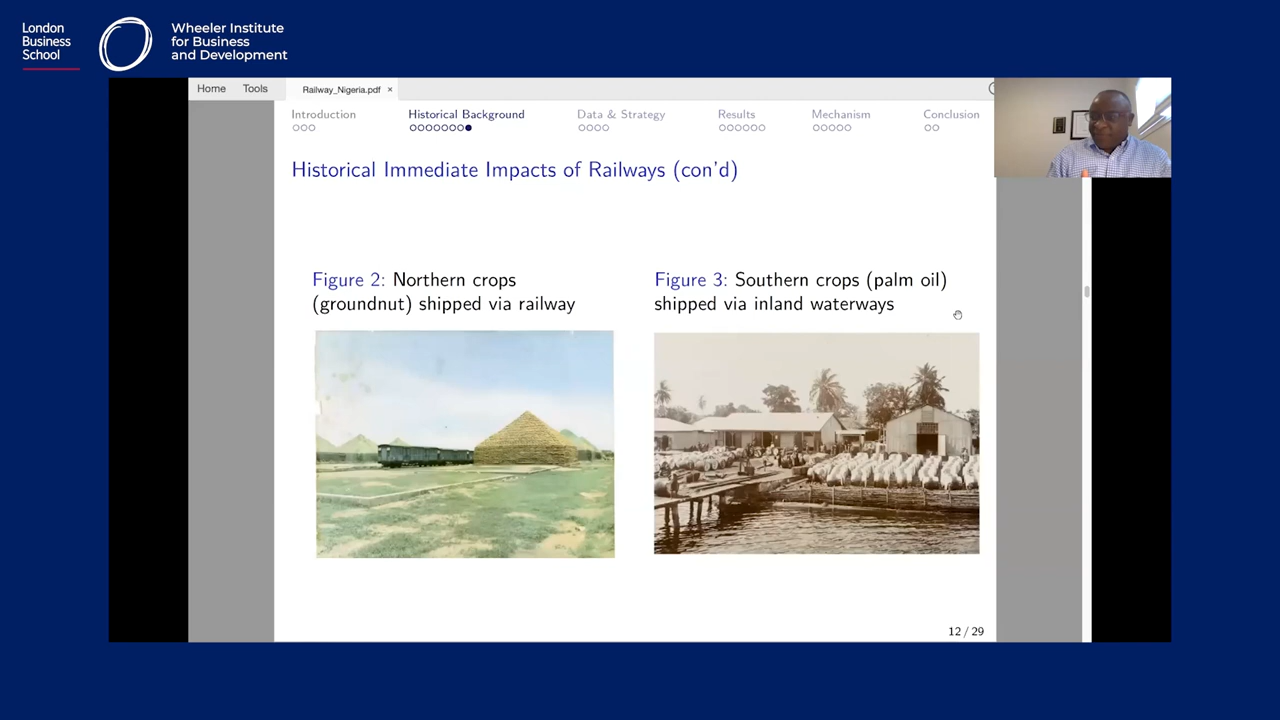 London
Business
School
Wheeler Institute
for Business
and Development
Home Tools Railway_Nigeria.pdf ×
Introduction Historical Background Data & Strategy Results Mechanism Conclusion
Historical Immediate Impacts of Railways (con'd)
Figure 2: Northern crops
(groundnut) shipped via railway
Figure 3: Southern crops (palm oil)
shipped via inland waterways
12 / 29